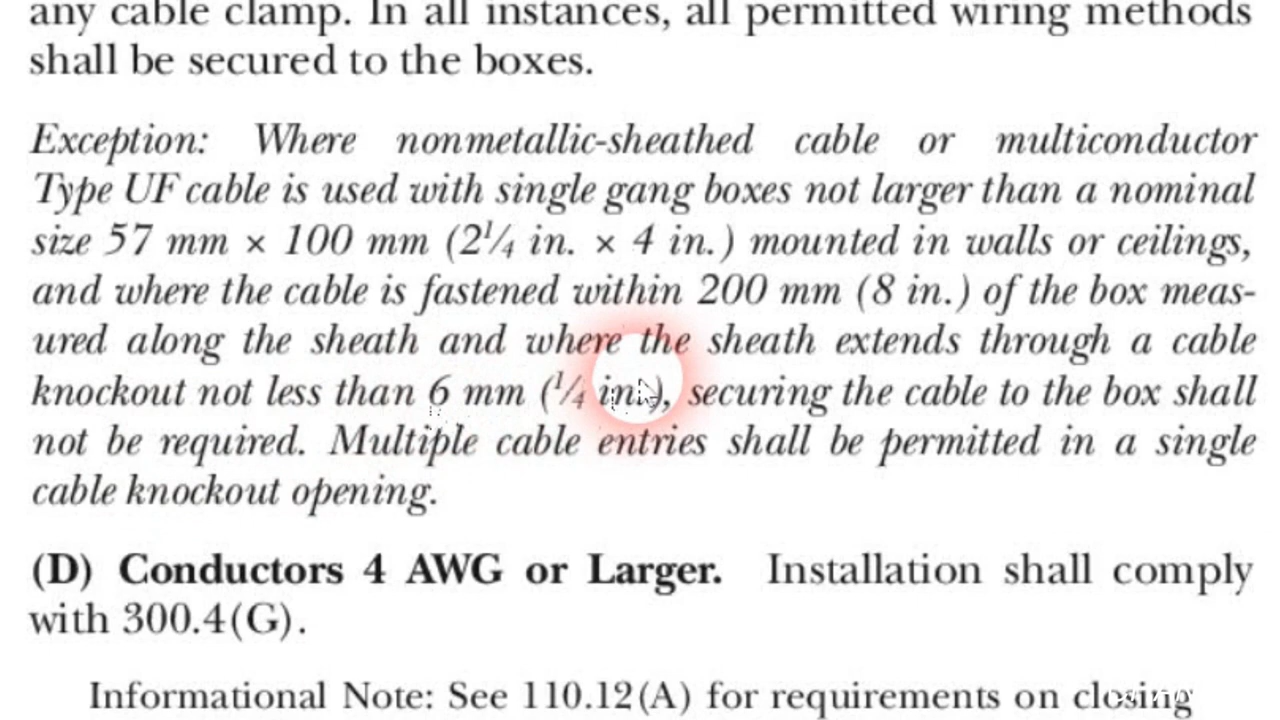 any cable clamp. In all instances, all permitted wiring methods
shall be secured to the boxes.
Exception: Where nonmetallic-sheathed cable or multiconductor
Type UF cable is used with single gang boxes not larger than a nominal
size 57 mm × 100 mm (2¼ in. × 4 in.) mounted in walls or ceilings,
and where the cable is fastened within 200 mm (8 in.) of the box meas-
ured along the sheath and where the sheath extends through a cable
knockout not less than 6 mm (¼ in.), securing the cable to the box shall
not be required. Multiple cable entries shall be permitted in a single
cable knockout opening.
(D) Conductors 4 AWG or Larger. Installation shall comply
with 300.4(G).
Informational Note: See 110.12(A) for requirements on closing